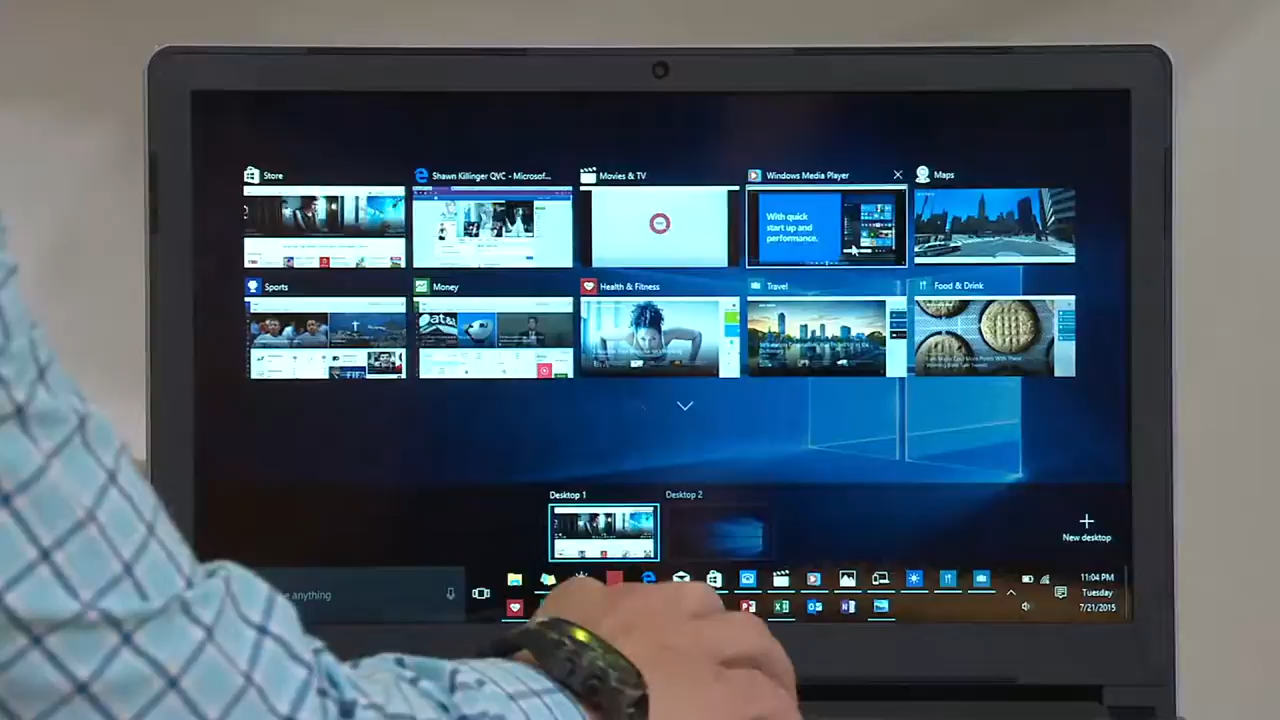 Store
Shawn Killinger QVC - Microsof...
Movies & TV
Windows Media Player
Maps
With quick
start up and
performance.
Sports
Money
Health & Fitness
Travel
Food & Drink
at&t
FIFA
Desktop 1
Desktop 2
New desktop
e anything
11:04 PM
Tuesday
7/21/2015